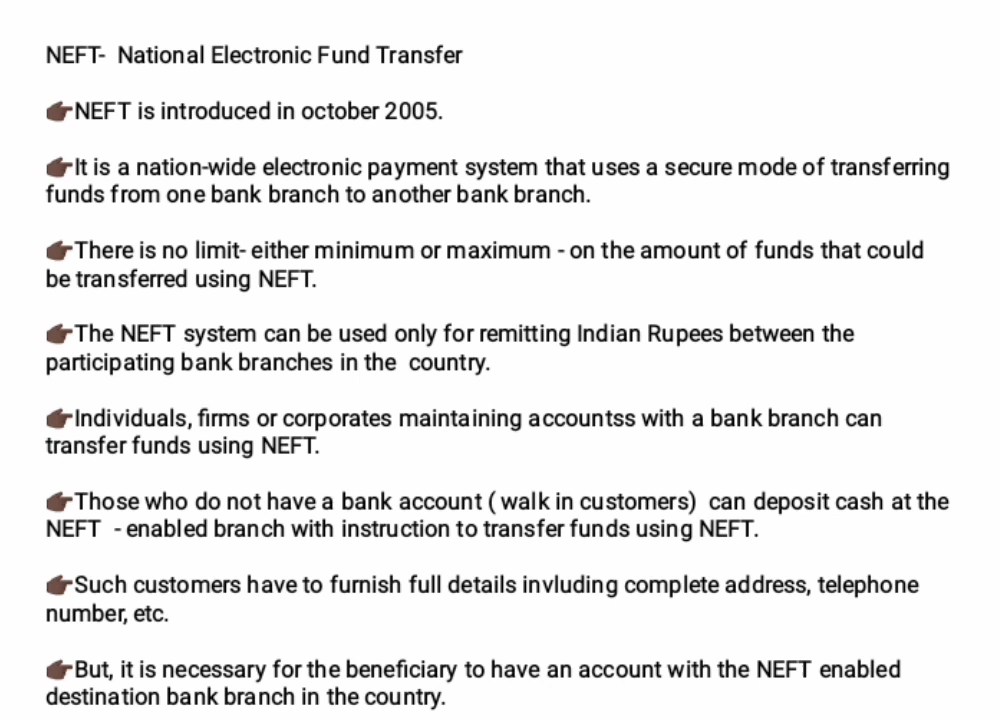 NEFT- National Electronic Fund Transfer
👉🏿NEFT is introduced in october 2005.
👉🏿It is a nation-wide electronic payment system that uses a secure mode of transferring
funds from one bank branch to another bank branch.
👉🏿There is no limit- either minimum or maximum - on the amount of funds that could
be transferred using NEFT.
👉🏿The NEFT system can be used only for remitting Indian Rupees between the
participating bank branches in the country.
👉🏿Individuals, firms or corporates maintaining accountss with a bank branch can
transfer funds using NEFT.
👉🏿Those who do not have a bank account ( walk in customers) can deposit cash at the
NEFT - enabled branch with instruction to transfer funds using NEFT.
👉🏿Such customers have to furnish full details invluding complete address, telephone
number, etc.
👉🏿But, it is necessary for the beneficiary to have an account with the NEFT enabled
destination bank branch in the country.